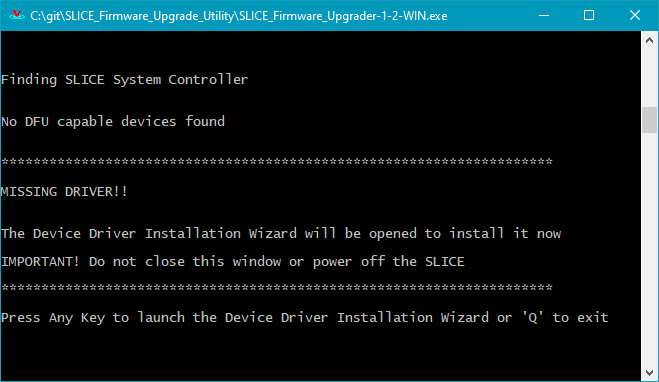 C:\git\SLICE_Firmware_Upgrade_Utility\SLICE_Firmware_Upgrader-1-2-WIN.exe
Finding SLICE System Controller
No DFU capable devices found
*********************************************************************
MISSING DRIVER!!
The Device Driver Installation Wizard will be opened to install it now
IMPORTANT! Do not close this window or power off the SLICE
*********************************************************************
Press Any Key to launch the Device Driver Installation Wizard or 'Q' to exit